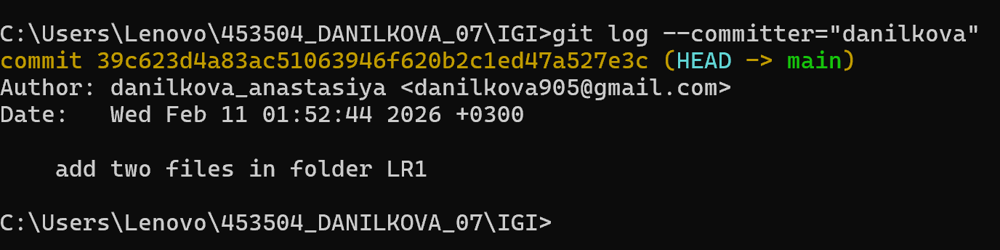 C:\Users\Lenovo\453504_DANILKOVA_07\IGI>git log --committer="danilkova"
commit 39c623d4a83ac51063946f620b2c1ed47a527e3c (HEAD -> main)
Author: danilkova_anastasiya <danilkova905@gmail.com>
Date:   Wed Feb 11 01:52:44 2026 +0300
    add two files in folder LR1
C:\Users\Lenovo\453504_DANILKOVA_07\IGI>